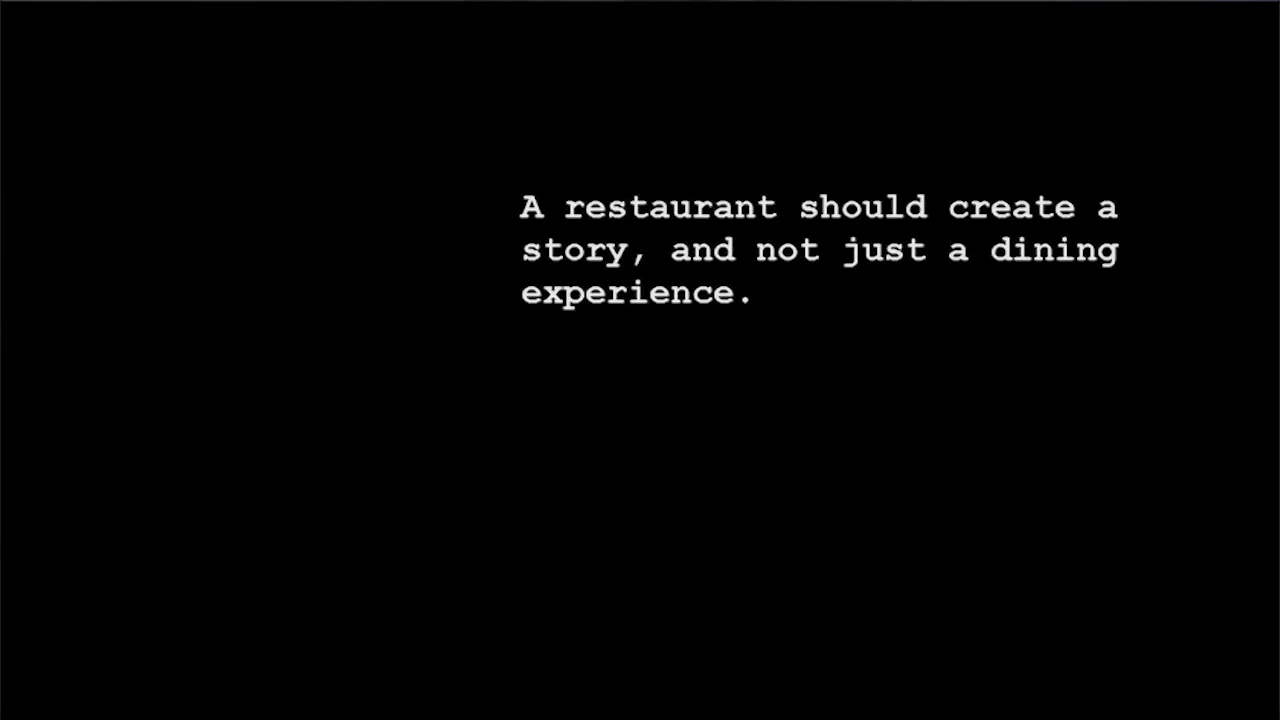 A restaurant should create a
story, and not just a dining
experience.